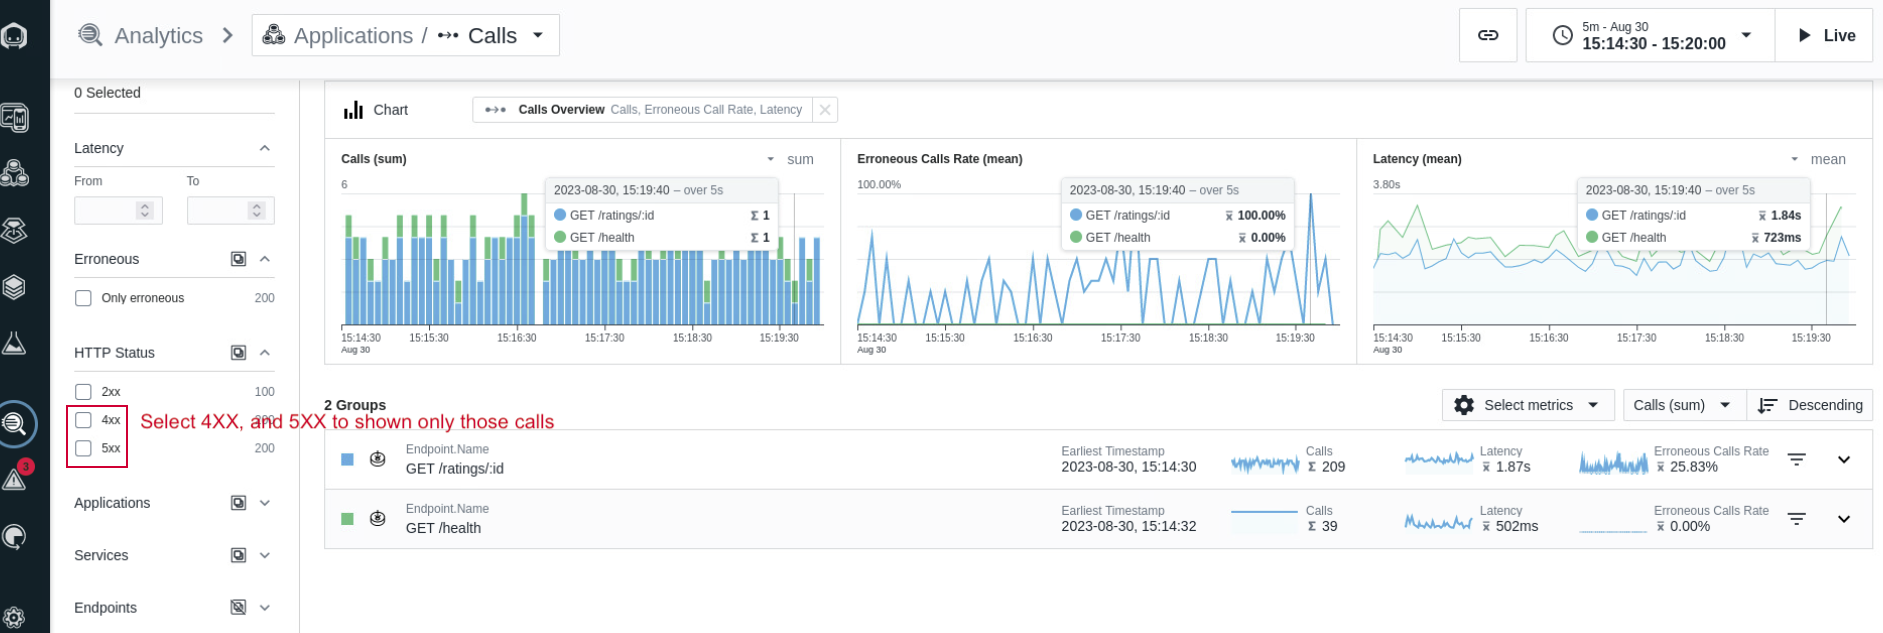 Analytics
Applications / Calls
5m - Aug 30
15:14:30 - 15:20:00
Live
0 Selected
Latency
From
To
Erroneous
Only erroneous 200
HTTP Status
2xx 100
4xx
5xx 200
Select 4XX, and 5XX to shown only those calls
Applications
Services
Endpoints
3
Chart
Calls Overview Calls, Erroneous Call Rate, Latency
Calls (sum) sum
6
2023-08-30, 15:19:40 – over 5s
GET /ratings/:id Σ 1
GET /health Σ 1
15:14:30 15:15:30 15:16:30 15:17:30 15:18:30 15:19:30
Aug 30
Erroneous Calls Rate (mean)
100.00%
2023-08-30, 15:19:40 – over 5s
GET /ratings/:id x̄ 100.00%
GET /health x̄ 0.00%
15:14:30 15:15:30 15:16:30 15:17:30 15:18:30 15:19:30
Aug 30
Latency (mean) mean
3.80s
2023-08-30, 15:19:40 – over 5s
GET /ratings/:id x̄ 1.84s
GET /health x̄ 723ms
15:14:30 15:15:30 15:16:30 15:17:30 15:18:30 15:19:30
Aug 30
2 Groups
Select metrics
Calls (sum)
Descending
Endpoint.Name Earliest Timestamp Calls Latency Erroneous Calls Rate
GET /ratings/:id 2023-08-30, 15:14:30 Σ 209 x̄ 1.87s x̄ 25.83%
Endpoint.Name Earliest Timestamp Calls Latency Erroneous Calls Rate
GET /health 2023-08-30, 15:14:32 Σ 39 x̄ 502ms x̄ 0.00%